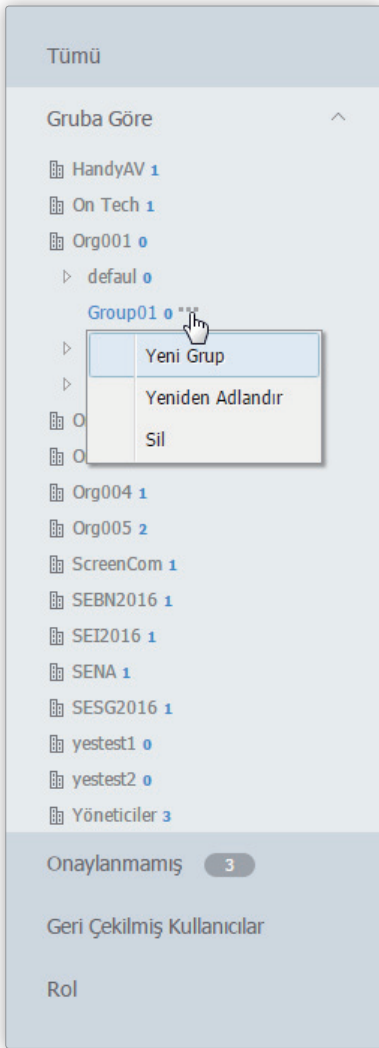 Tümü
Gruba Göre
HandyAV 1
On Tech 1
Org001 0
defaul 0
Group01 0
Yeni Grup
Yeniden Adlandır
Sil
Org004 1
Org005 2
ScreenCom 1
SEBN2016 1
SEI2016 1
SENA 1
SESG2016 1
yestest1 0
yestest2 0
Yöneticiler 3
Onaylanmamış 3
Geri Çekilmiş Kullanıcılar
Rol